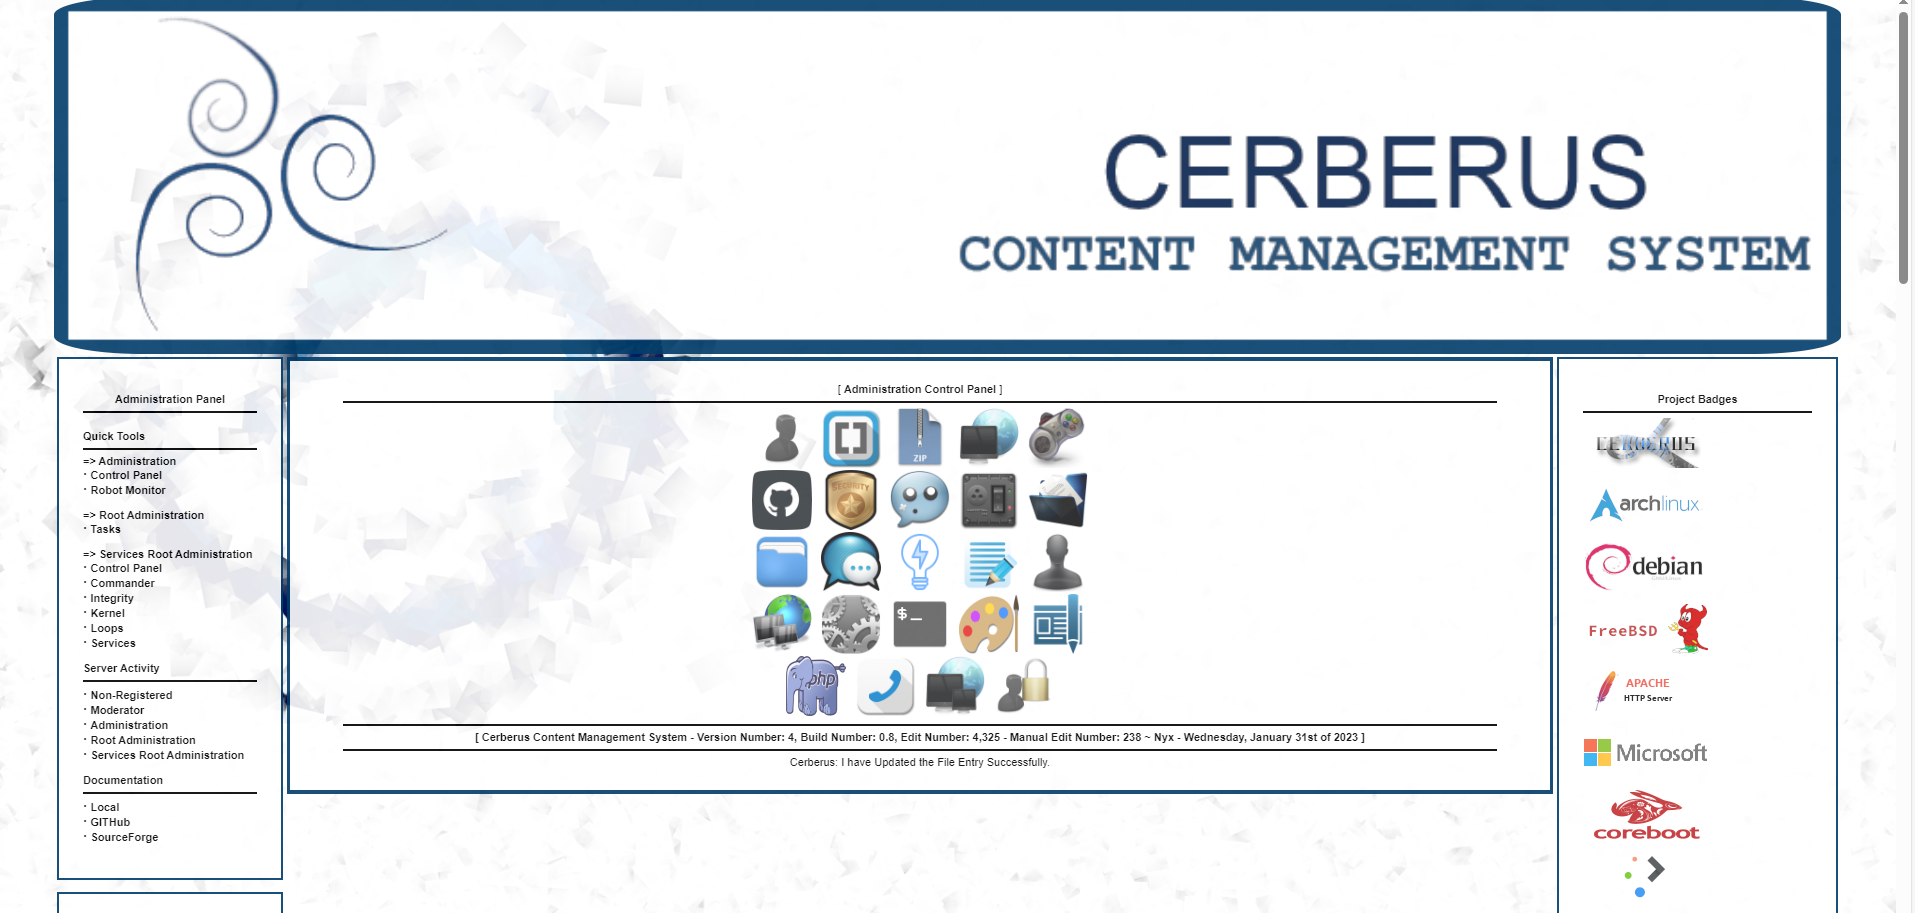 CERBERUS
CONTENT MANAGEMENT SYSTEM
Administration Panel
Quick Tools
=> Administration
· Control Panel
· Robot Monitor
=> Root Administration
· Tasks
=> Services Root Administration
· Control Panel
· Commander
· Integrity
· Kernel
· Loops
· Services
Server Activity
· Non-Registered
· Moderator
· Administration
· Root Administration
· Services Root Administration
Documentation
· Local
· GITHub
· SourceForge
[ Administration Control Panel ]
ZIP
SECURITY
$_
php
[ Cerberus Content Management System - Version Number: 4, Build Number: 0.8, Edit Number: 4,325 - Manual Edit Number: 238 ~ Nyx - Wednesday, January 31st of 2023 ]
Cerberus: I have Updated the File Entry Successfully.
Project Badges
CERBERUS
archlinux
debian
FreeBSD
APACHE
HTTP Server
Microsoft
coreboot